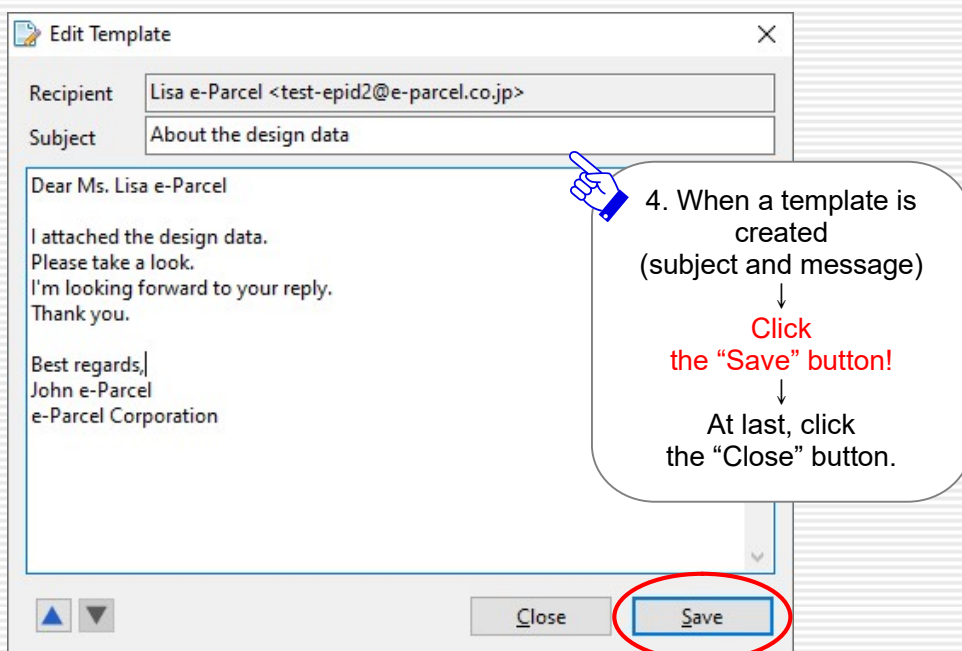 Edit Template
Recipient Lisa e-Parcel <test-epid2@e-parcel.co.jp>
Subject About the design data
Dear Ms. Lisa e-Parcel
I attached the design data.
Please take a look.
I'm looking forward to your reply.
Thank you.
Best regards,
John e-Parcel
e-Parcel Corporation
4. When a template is
created
(subject and message)
↓
Click
the “Save” button!
↓
At last, click
the “Close” button.
Close Save